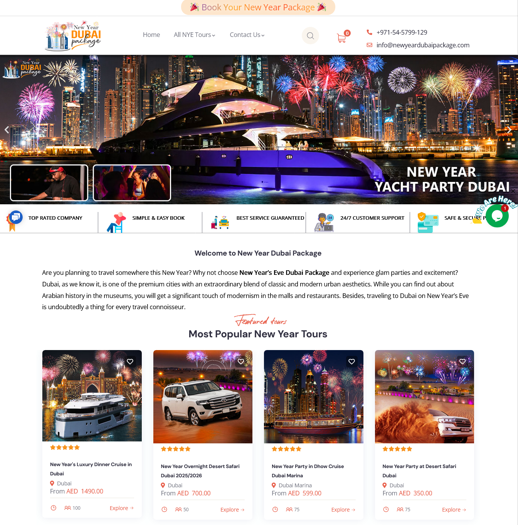 🎉 Book Your New Year Package 🎉
New Year
DUBAI
package
Home
All NYE Tours
Contact Us
0
+971-54-5799-129
info@newyeardubaipackage.com
DUBAI
package
NEW YEAR
YACHT PARTY DUBAI
We Are Here!
TOP RATED COMPANY
SIMPLE & EASY BOOK
BEST SERVICE GUARANTEED
24/7 CUSTOMER SUPPORT
SAFE & SECURE
Welcome to New Year Dubai Package
Are you planning to travel somewhere this New Year? Why not choose New Year's Eve Dubai Package and experience glam parties and excitement?
Dubai, as we know it, is one of the premium cities with an extraordinary blend of classic and modern urban aesthetics. While you can find out about
Arabian history in the museums, you will get a significant touch of modernism in the malls and restaurants. Besides, traveling to Dubai on New Year's Eve
is undoubtedly a thing for every travel connoisseur.
Featured tours
Most Popular New Year Tours
New Year's Luxury Dinner Cruise in
Dubai
Dubai
From AED 1490.00
100
Explore →
New Year Overnight Desert Safari
Dubai 2025/2026
Dubai
From AED 700.00
50
Explore →
New Year Party in Dhow Cruise
Dubai Marina
Dubai Marina
From AED 599.00
75
Explore →
New Year Party at Desert Safari
Dubai
Dubai
From AED 350.00
75
Explore →